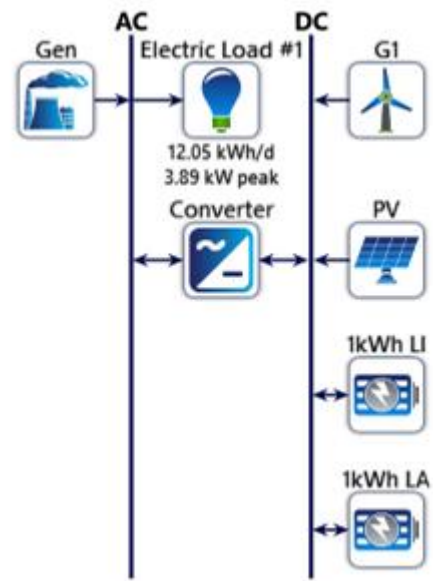 AC DC
Gen Electric Load #1 G1
12.05 kWh/d
3.89 kW peak
Converter PV
1kWh LI
1kWh LA